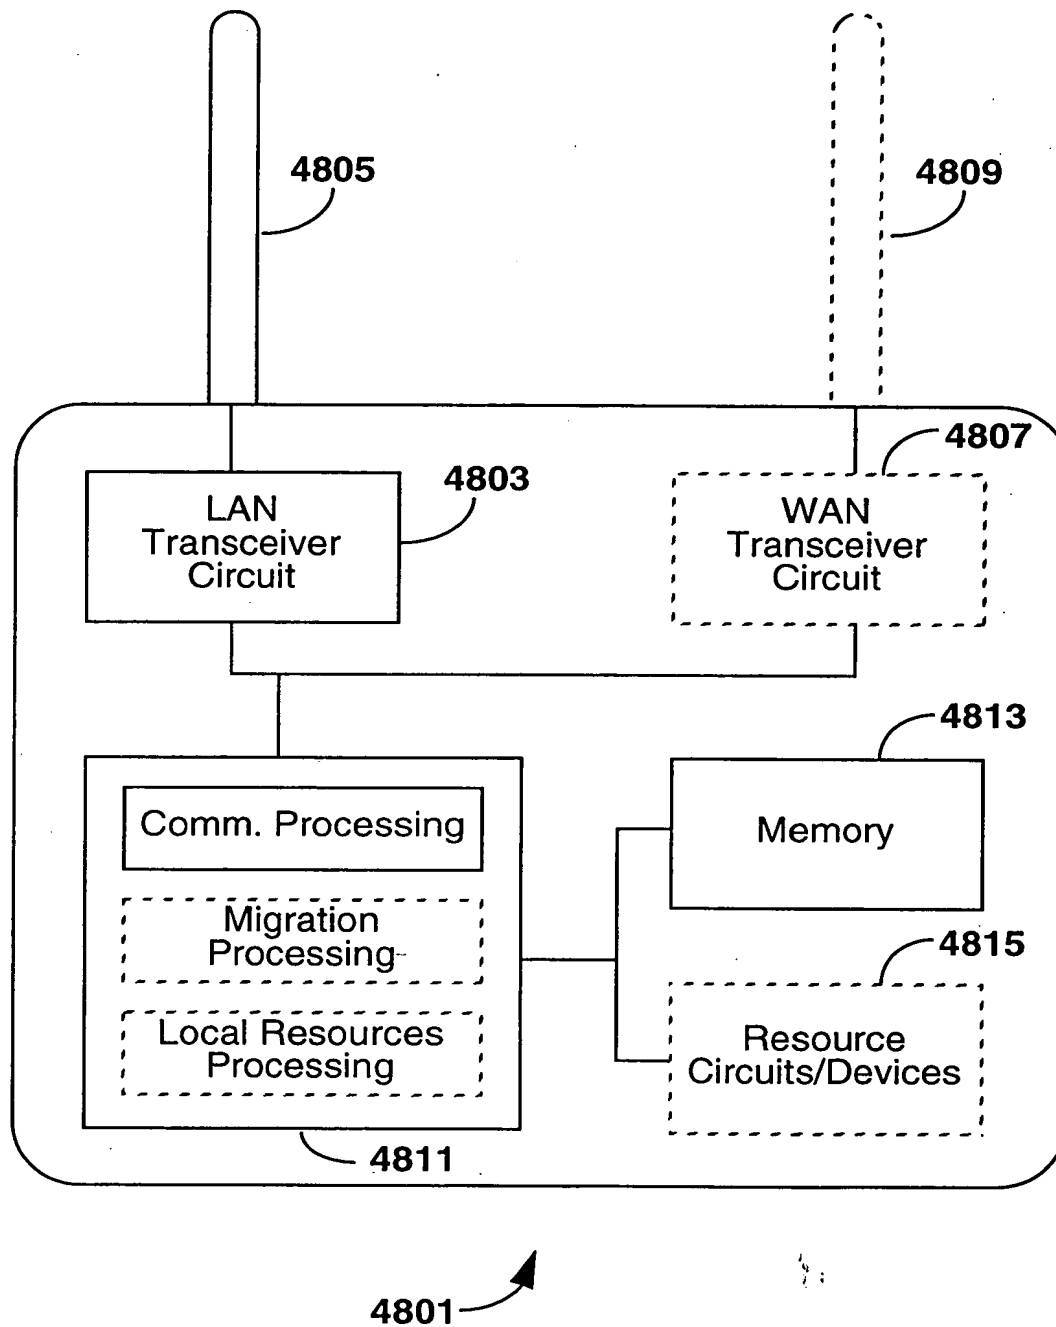 4805
4809
4807
4803
LAN
Transceiver
Circuit
WAN
Transceiver
Circuit
4813
Comm. Processing
Memory
Migration
Processing
4815
Local Resources
Processing
Resource
Circuits/Devices
4811
4801